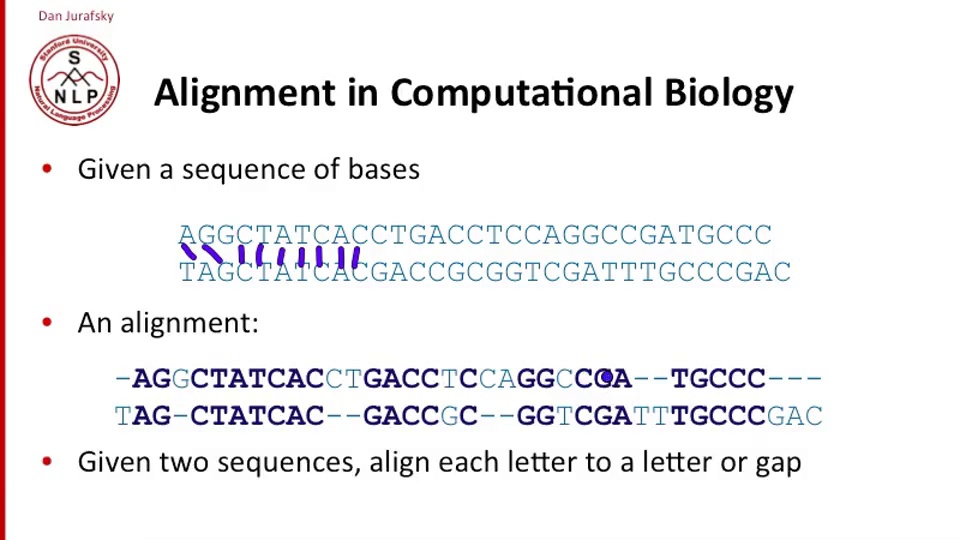 Dan Jurafsky
Stanford University
S
NLP
Natural Language Processing
Alignment in Computational Biology
• Given a sequence of bases
AGGCTATCACCTGACCTCCAGGCCGATGCCC
TAGCTATCACGACCGCGGTCGATTTGCCCGAC
• An alignment:
-AGGCTATCACCTGACCTCCAGGCCGA--TGCCC---
TAG-CTATCAC--GACCGC--GGTCGATTTGCCCGAC
• Given two sequences, align each letter to a letter or gap